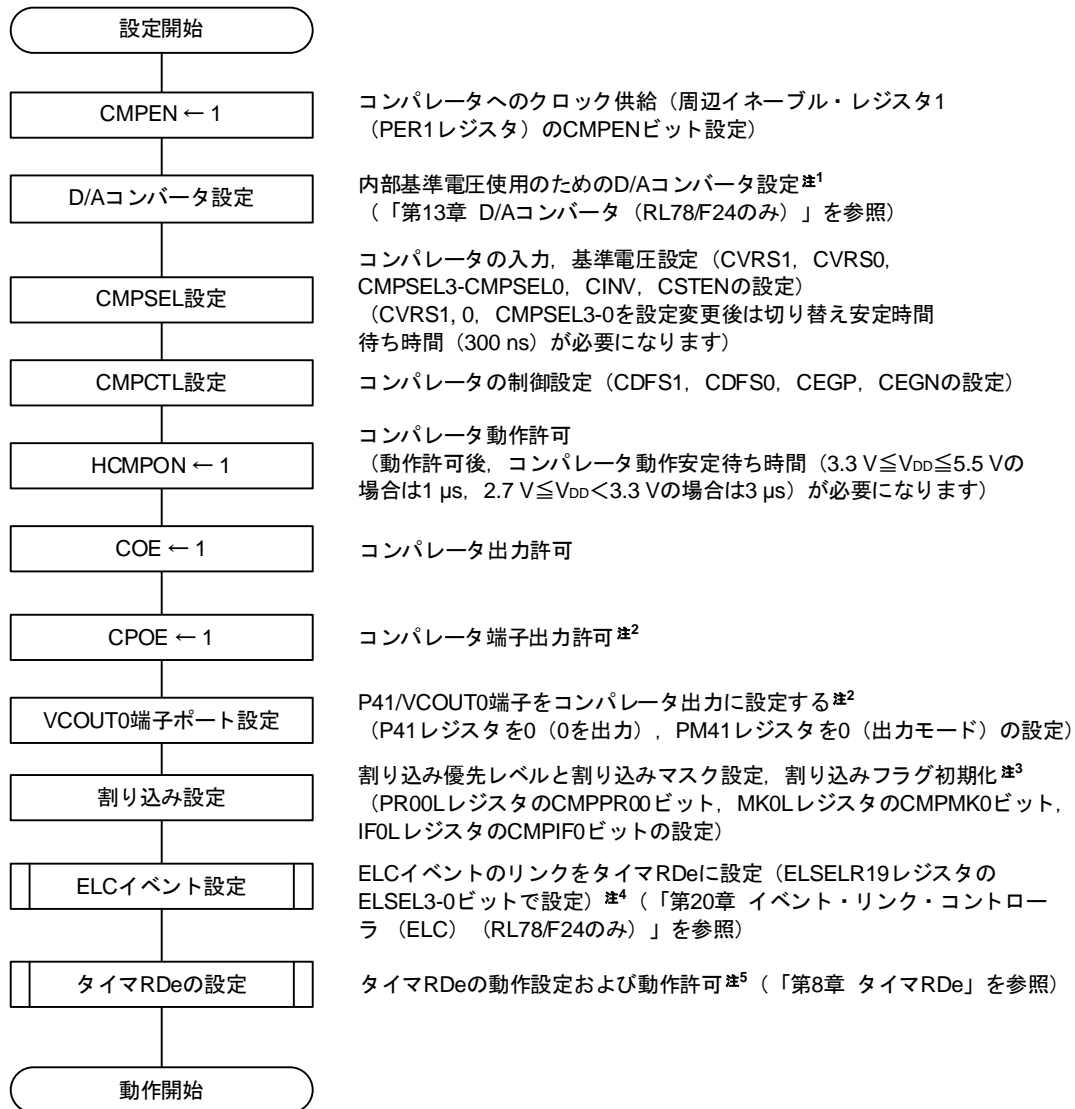 設定開始
CMPEN ← 1
コンパレータへのクロック供給（周辺イネーブル・レジスタ1
（PER1レジスタ）のCMPENビット設定）
D/Aコンバータ設定
内部基準電圧使用のためのD/Aコンバータ設定注1
（「第13章 D/Aコンバータ（RL78/F24のみ）」を参照）
CMPSEL設定
コンパレータの入力，基準電圧設定（CVRS1，CVRS0，
CMPSEL3-CMPSEL0，CINV，CSTENの設定）
（CVRS1, 0，CMPSEL3-0を設定変更後は切り替え安定時間
待ち時間（300 ns）が必要になります）
CMPCTL設定
コンパレータの制御設定（CDFS1，CDFS0，CEGP，CEGNの設定）
HCMPON ← 1
コンパレータ動作許可
（動作許可後，コンパレータ動作安定待ち時間（3.3 V≦VDD≦5.5 Vの
場合は1 µs，2.7 V≦VDD＜3.3 Vの場合は3 µs）が必要になります）
COE ← 1
コンパレータ出力許可
CPOE ← 1
コンパレータ端子出力許可注2
VCOUT0端子ポート設定
P41/VCOUT0端子をコンパレータ出力に設定する注2
（P41レジスタを0（0を出力），PM41レジスタを0（出力モード）の設定）
割り込み設定
割り込み優先レベルと割り込みマスク設定，割り込みフラグ初期化注3
（PR00LレジスタのCMPPR00ビット，MK0LレジスタのCMPMK0ビット，
IF0LレジスタのCMPIF0ビットの設定）
ELCイベント設定
ELCイベントのリンクをタイマRDeに設定（ELSELR19レジスタの
ELSEL3-0ビットで設定）注4（「第20章 イベント・リンク・コントロー
ラ （ELC）（RL78/F24のみ）」を参照）
タイマRDeの設定
タイマRDeの動作設定および動作許可注5（「第8章 タイマRDe」を参照）
動作開始